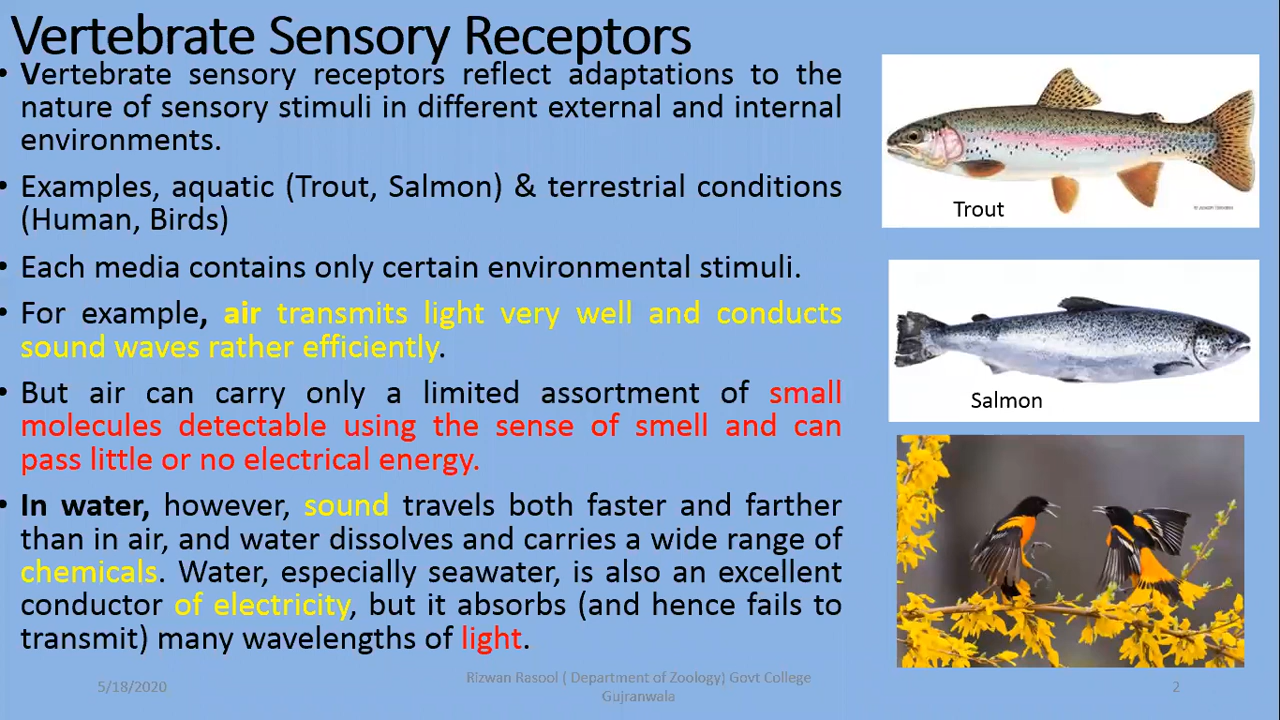 Vertebrate Sensory Receptors
• Vertebrate sensory receptors reflect adaptations to the
nature of sensory stimuli in different external and internal
environments.
• Examples, aquatic (Trout, Salmon) & terrestrial conditions
(Human, Birds)
• Each media contains only certain environmental stimuli.
• For example, air transmits light very well and conducts
sound waves rather efficiently.
• But air can carry only a limited assortment of small
molecules detectable using the sense of smell and can
pass little or no electrical energy.
• In water, however, sound travels both faster and farther
than in air, and water dissolves and carries a wide range of
chemicals. Water, especially seawater, is also an excellent
conductor of electricity, but it absorbs (and hence fails to
transmit) many wavelengths of light.
Trout
Salmon
5/18/2020
Rizwan Rasool ( Department of Zoology) Govt College
Gujranwala
2